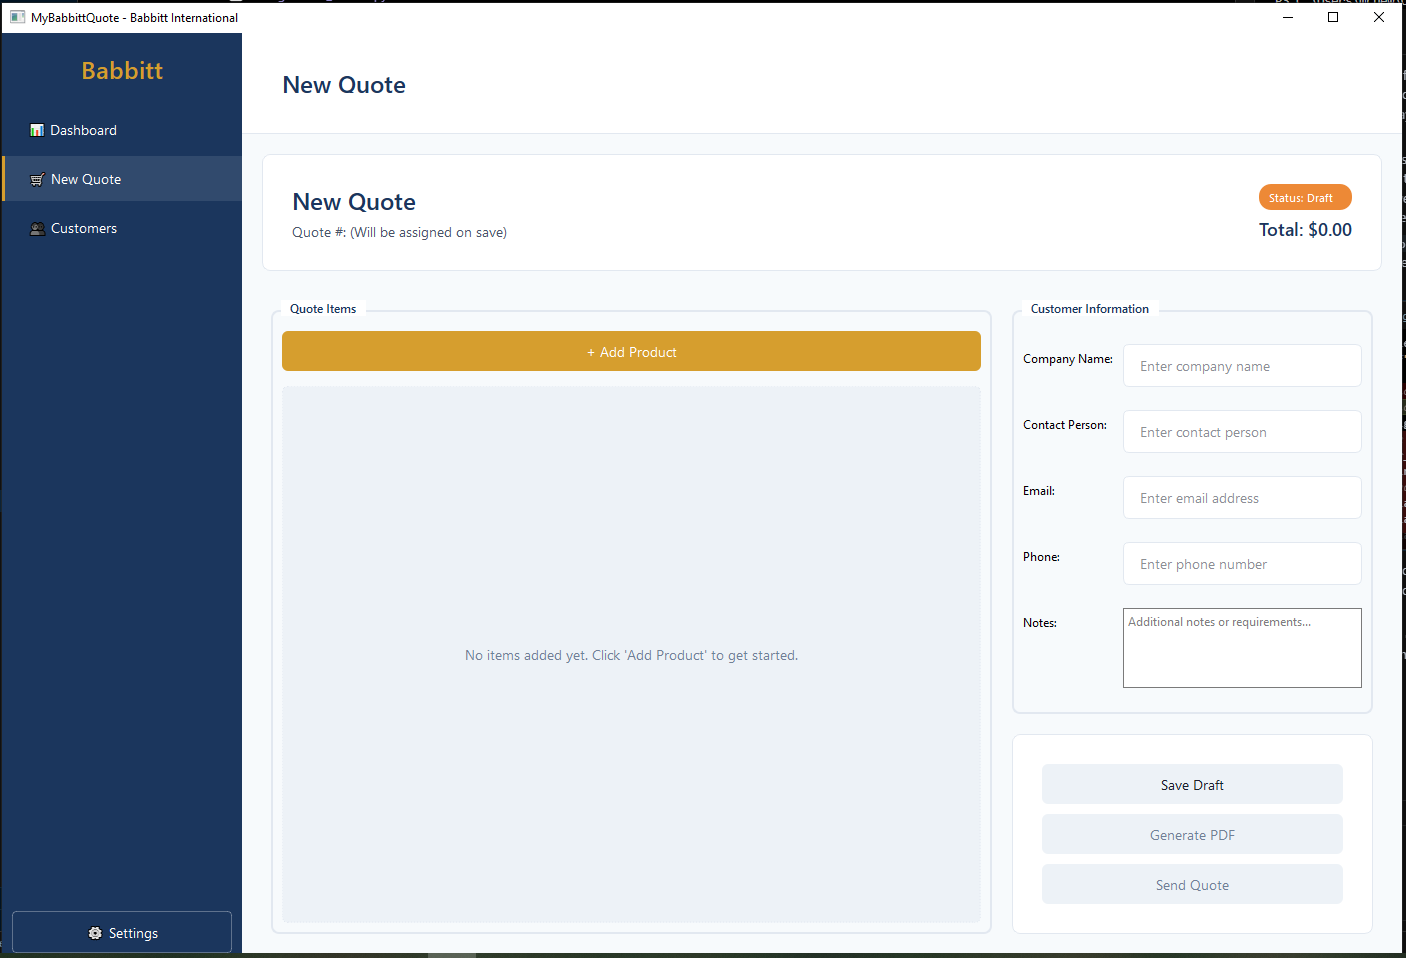 MyBabbittQuote - Babbitt International
Babbitt
Dashboard
New Quote
Customers
Settings
New Quote
New Quote
Quote #: (Will be assigned on save)
Status: Draft
Total: $0.00
Quote Items
+ Add Product
No items added yet. Click 'Add Product' to get started.
Customer Information
Company Name:
Enter company name
Contact Person:
Enter contact person
Email:
Enter email address
Phone:
Enter phone number
Notes:
Additional notes or requirements...
Save Draft
Generate PDF
Send Quote